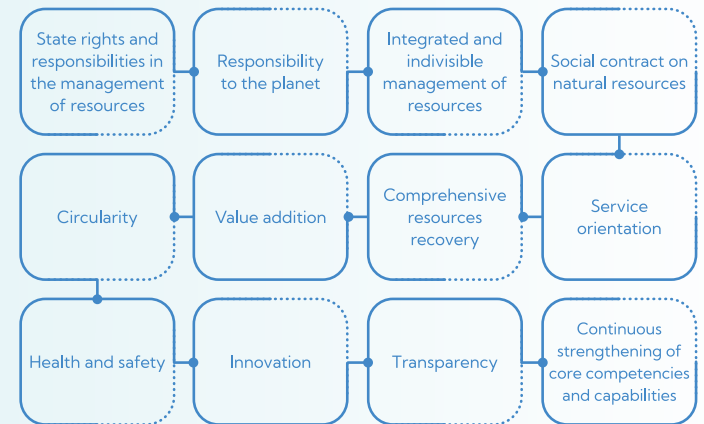 State rights and
responsibilities in
the management
of resources
Responsibility
to the planet
Integrated and
indivisible
management of
resources
Social contract on
natural resources
Service
orientation
Comprehensive
resources
recovery
Value addition
Circularity
Health and safety
Innovation
Transparency
Continuous
strengthening of
core competencies
and capabilities